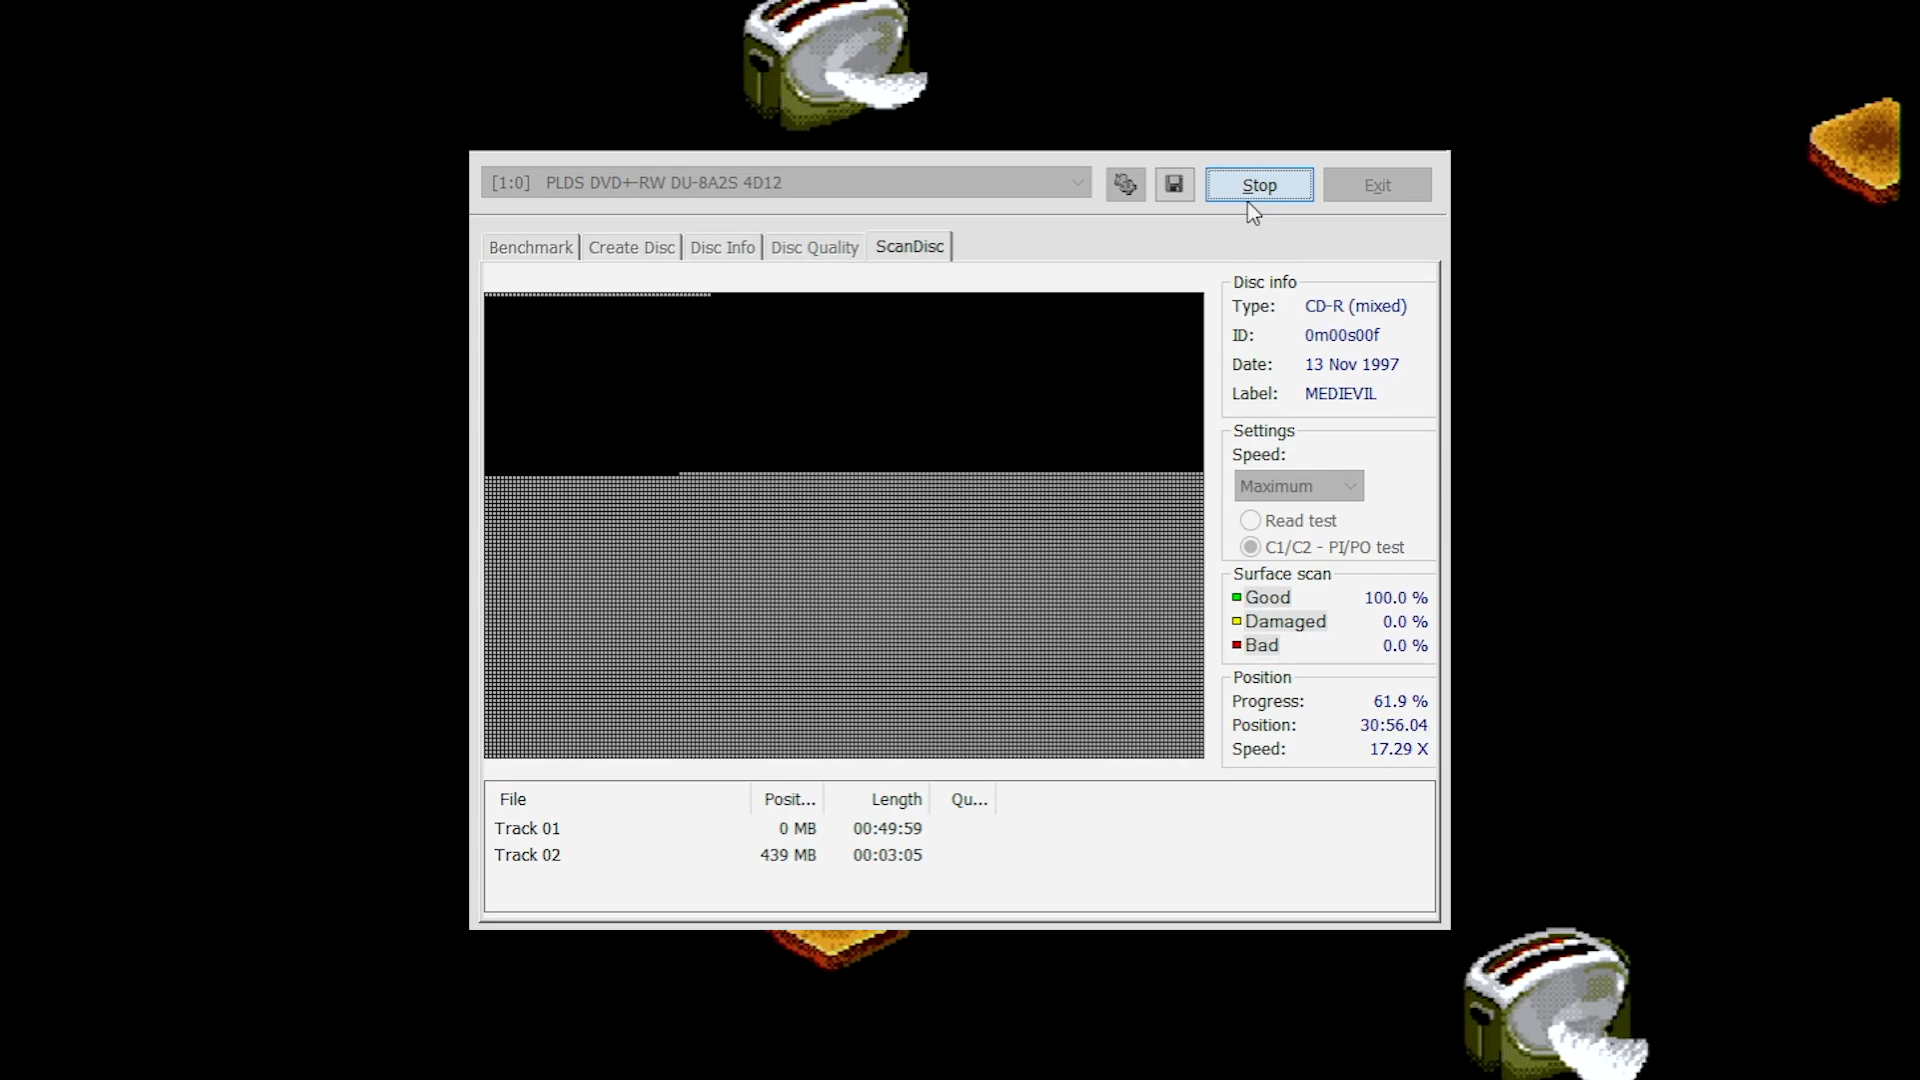 [1:0] PLDS DVD+-RW DU-8A2S 4D12
Stop
Exit
Benchmark
Create Disc
Disc Info
Disc Quality
ScanDisc
Disc info
Type: CD-R (mixed)
ID: 0m00s00f
Date: 13 Nov 1997
Label: MEDIEVIL
Settings
Speed:
Maximum
Read test
C1/C2 - PI/PO test
Surface scan
Good 100.0 %
Damaged 0.0 %
Bad 0.0 %
Position
Progress: 61.9 %
Position: 30:56.04
Speed: 17.29 X
File Posit... Length Qu...
Track 01 0 MB 00:49:59
Track 02 439 MB 00:03:05